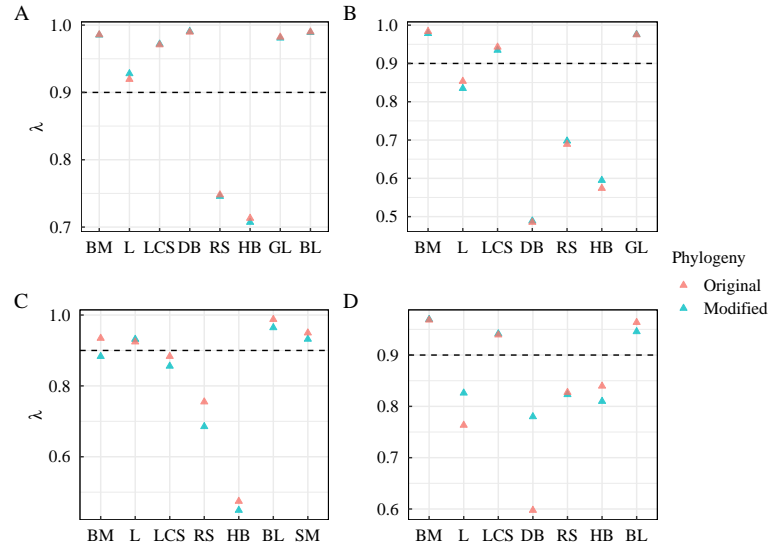 A
1.0
0.9
0.8
0.7
λ
BM L LCS DB RS HB GL BL
B
1.0
0.9
0.8
0.7
0.6
0.5
BM L LCS DB RS HB GL
Phylogeny
Original
Modified
C
1.0
0.8
0.6
λ
BM L LCS RS HB BL SM
D
0.9
0.8
0.7
0.6
BM L LCS DB RS HB BL